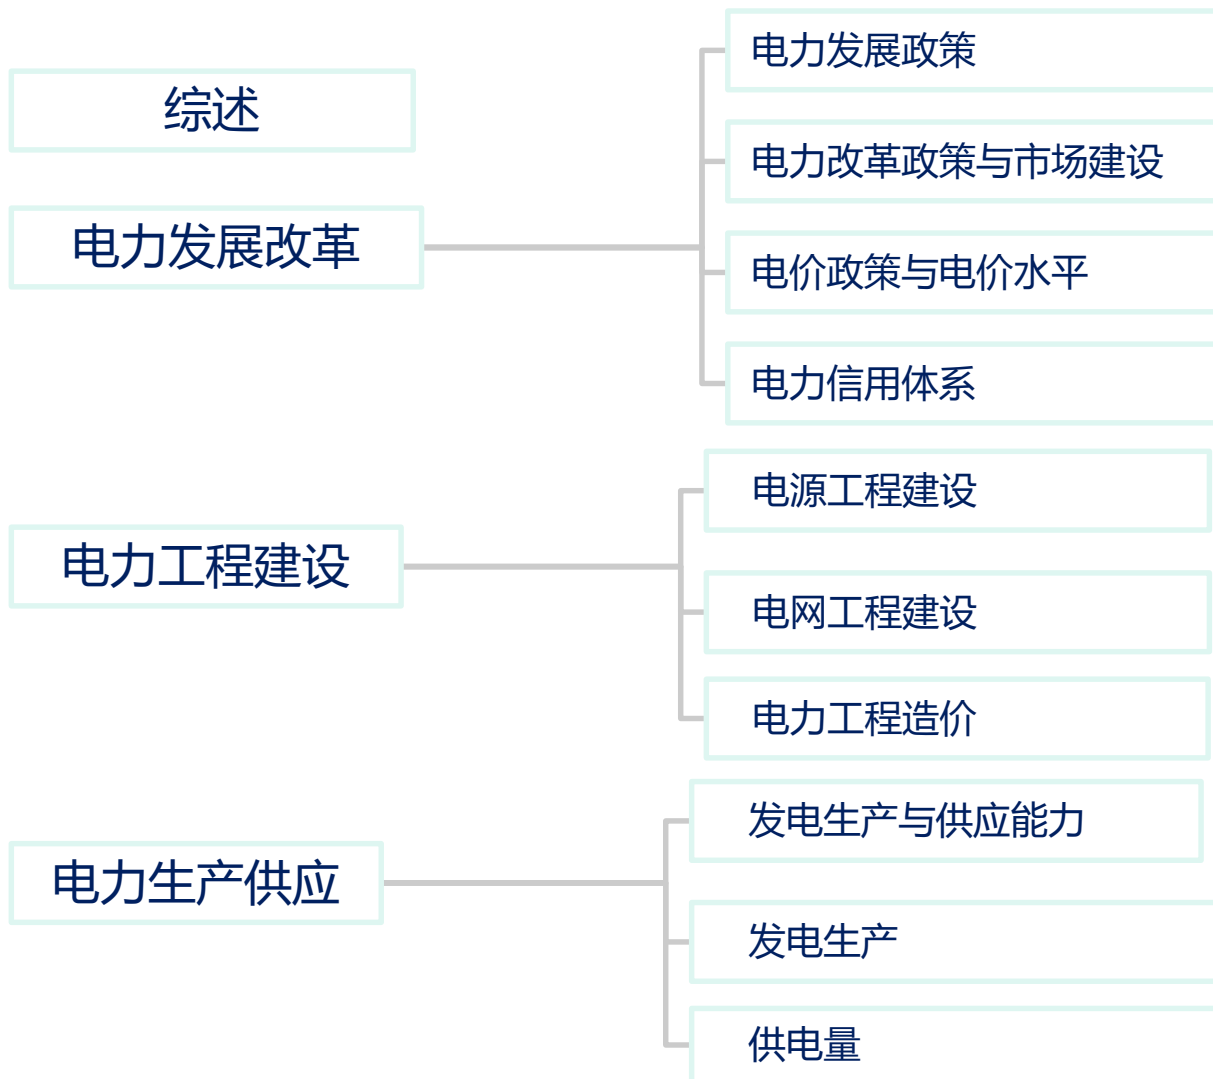 综述
电力发展改革
电力发展政策
电力改革政策与市场建设
电价政策与电价水平
电力信用体系
电力工程建设
电源工程建设
电网工程建设
电力工程造价
电力生产供应
发电生产与供应能力
发电生产
供电量